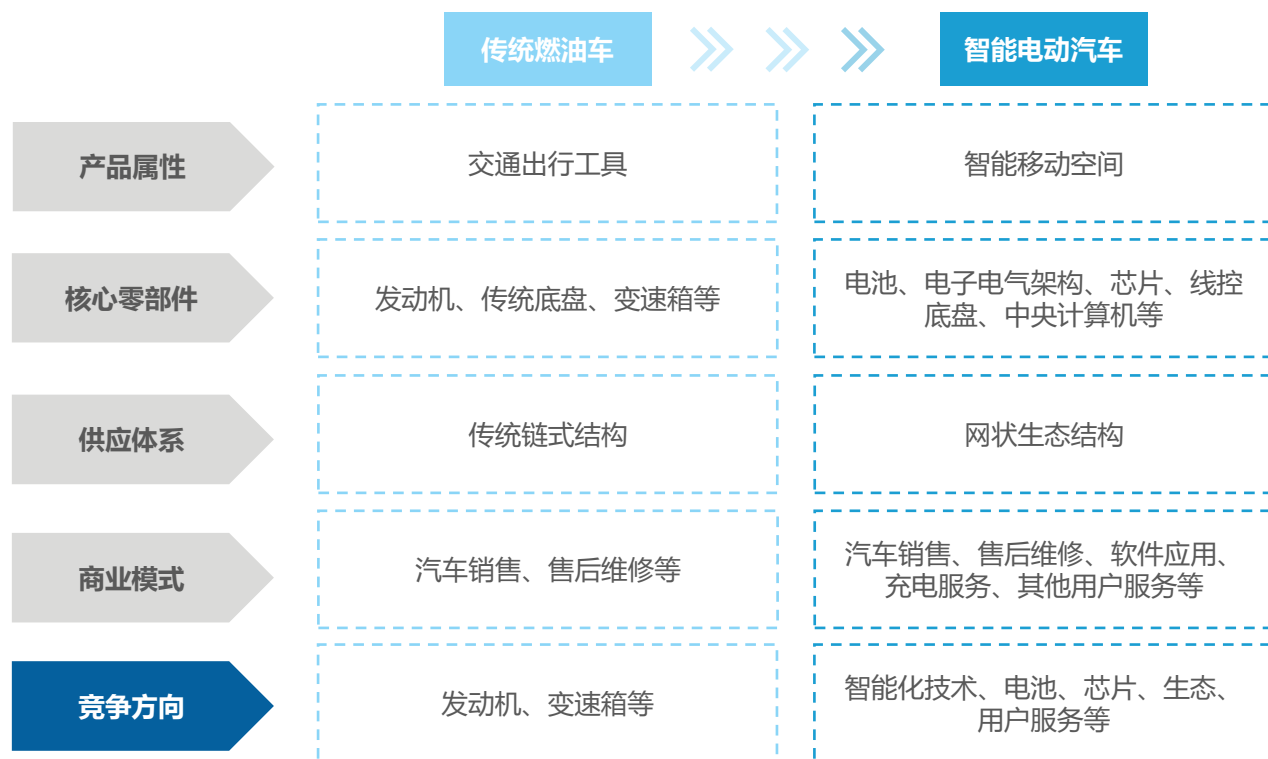 传统燃油车
智能电动汽车
产品属性
交通出行工具
智能移动空间
核心零部件
发动机、传统底盘、变速箱等
电池、电子电气架构、芯片、线控
底盘、中央计算机等
供应体系
传统链式结构
网状生态结构
商业模式
汽车销售、售后维修等
汽车销售、售后维修、软件应用、
充电服务、其他用户服务等
竞争方向
发动机、变速箱等
智能化技术、电池、芯片、生态、
用户服务等